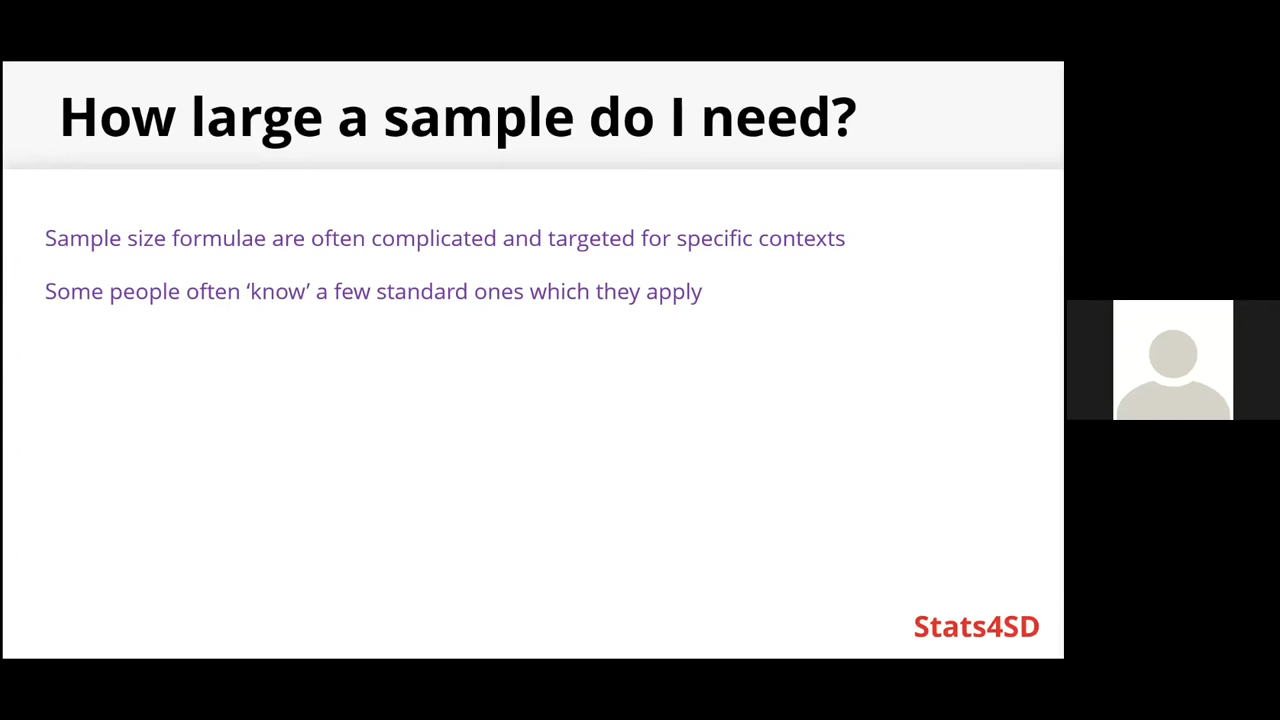 How large a sample do I need?
Sample size formulae are often complicated and targeted for specific contexts
Some people often ‘know’ a few standard ones which they apply
Stats4SD